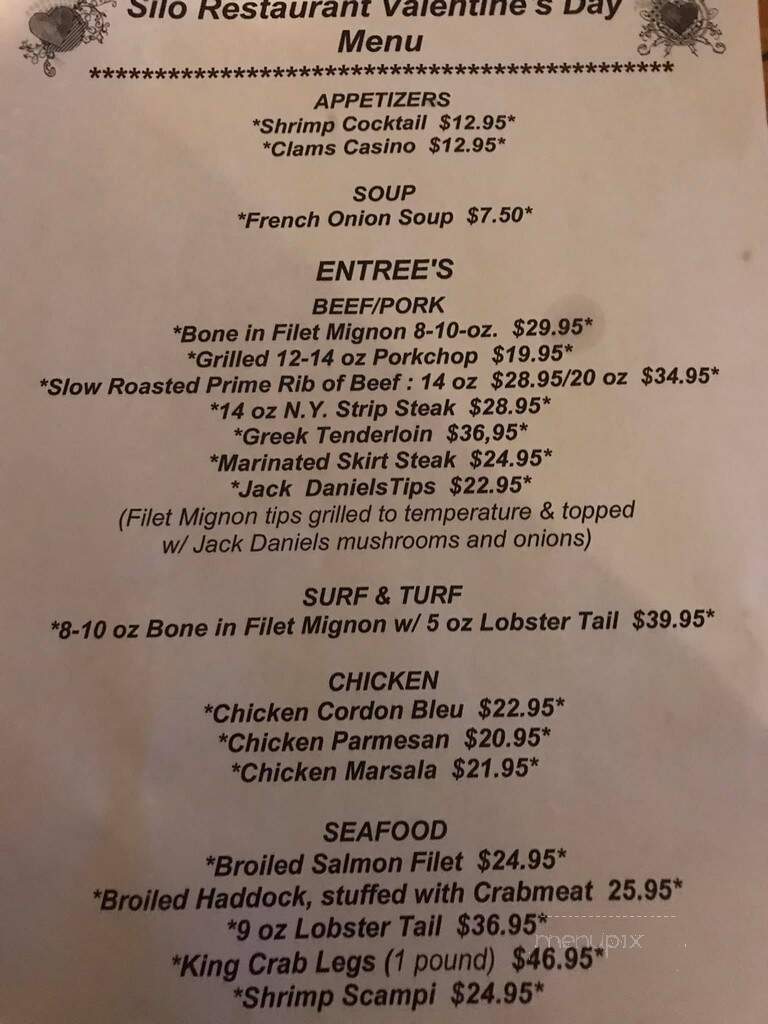 Silo Restaurant Valentine's Day
Menu
*********************************************
APPETIZERS
*Shrimp Cocktail $12.95*
*Clams Casino $12.95*
SOUP
*French Onion Soup $7.50*
ENTREE'S
BEEF/PORK
*Bone in Filet Mignon 8-10-oz. $29.95*
*Grilled 12-14 oz Porkchop $19.95*
*Slow Roasted Prime Rib of Beef : 14 oz $28.95/20 oz $34.95*
*14 oz N.Y. Strip Steak $28.95*
*Greek Tenderloin $36,95*
*Marinated Skirt Steak $24.95*
*Jack DanielsTips $22.95*
(Filet Mignon tips grilled to temperature & topped
w/ Jack Daniels mushrooms and onions)
SURF & TURF
*8-10 oz Bone in Filet Mignon w/ 5 oz Lobster Tail $39.95*
CHICKEN
*Chicken Cordon Bleu $22.95*
*Chicken Parmesan $20.95*
*Chicken Marsala $21.95*
SEAFOOD
*Broiled Salmon Filet $24.95*
*Broiled Haddock, stuffed with Crabmeat 25.95*
*9 oz Lobster Tail $36.95*
menupix
*King Crab Legs (1 pound) $46.95*
*Shrimp Scampi $24.95*